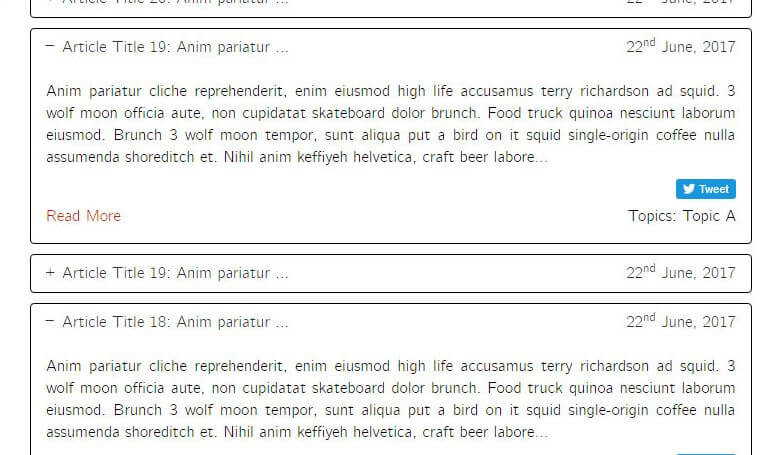 + Article Title 20: Anim pariatur ... 22nd June, 2017
− Article Title 19: Anim pariatur ... 22nd June, 2017
Anim pariatur cliche reprehenderit, enim eiusmod high life accusamus terry richardson ad squid. 3
wolf moon officia aute, non cupidatat skateboard dolor brunch. Food truck quinoa nesciunt laborum
eiusmod. Brunch 3 wolf moon tempor, sunt aliqua put a bird on it squid single-origin coffee nulla
assumenda shoreditch et. Nihil anim keffiyeh helvetica, craft beer labore...
Tweet
Read More Topics: Topic A
+ Article Title 19: Anim pariatur ... 22nd June, 2017
− Article Title 18: Anim pariatur ... 22nd June, 2017
Anim pariatur cliche reprehenderit, enim eiusmod high life accusamus terry richardson ad squid. 3
wolf moon officia aute, non cupidatat skateboard dolor brunch. Food truck quinoa nesciunt laborum
eiusmod. Brunch 3 wolf moon tempor, sunt aliqua put a bird on it squid single-origin coffee nulla
assumenda shoreditch et. Nihil anim keffiyeh helvetica, craft beer labore...